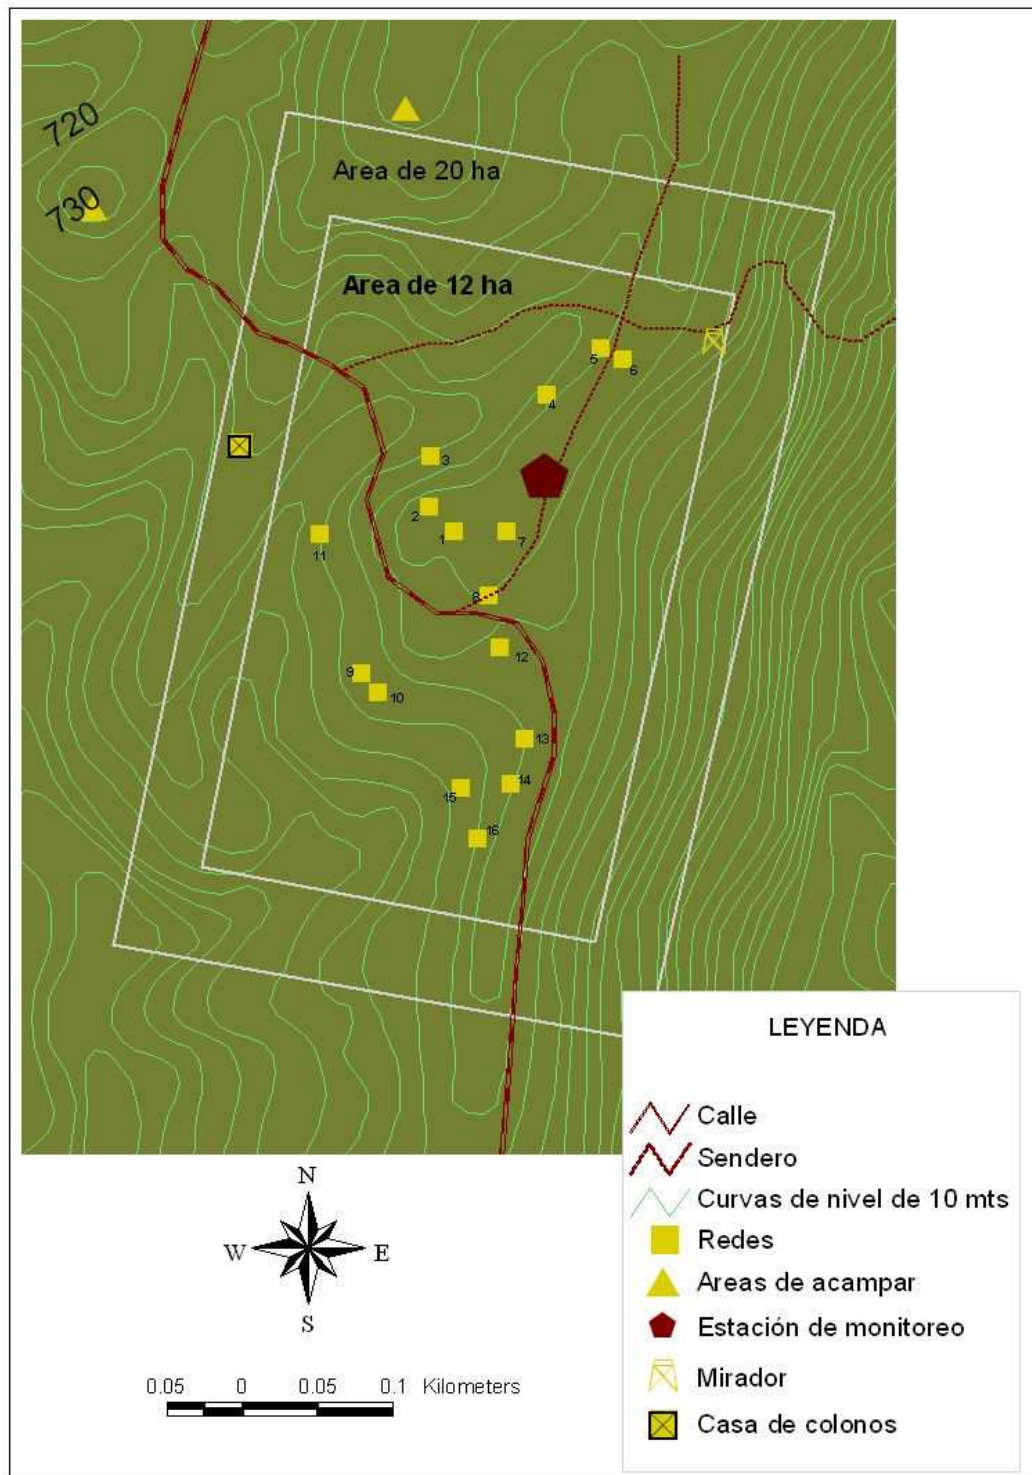 720
730
Area de 20 ha
Area de 12 ha
5
6
4
3
2
1
7
11
8
12
9
10
13
14
15
16
LEYENDA
Calle
Sendero
Curvas de nivel de 10 mts
Redes
Areas de acampar
Estación de monitoreo
Mirador
Casa de colonos
N
W
E
S
0.05 0 0.05 0.1 Kilometers